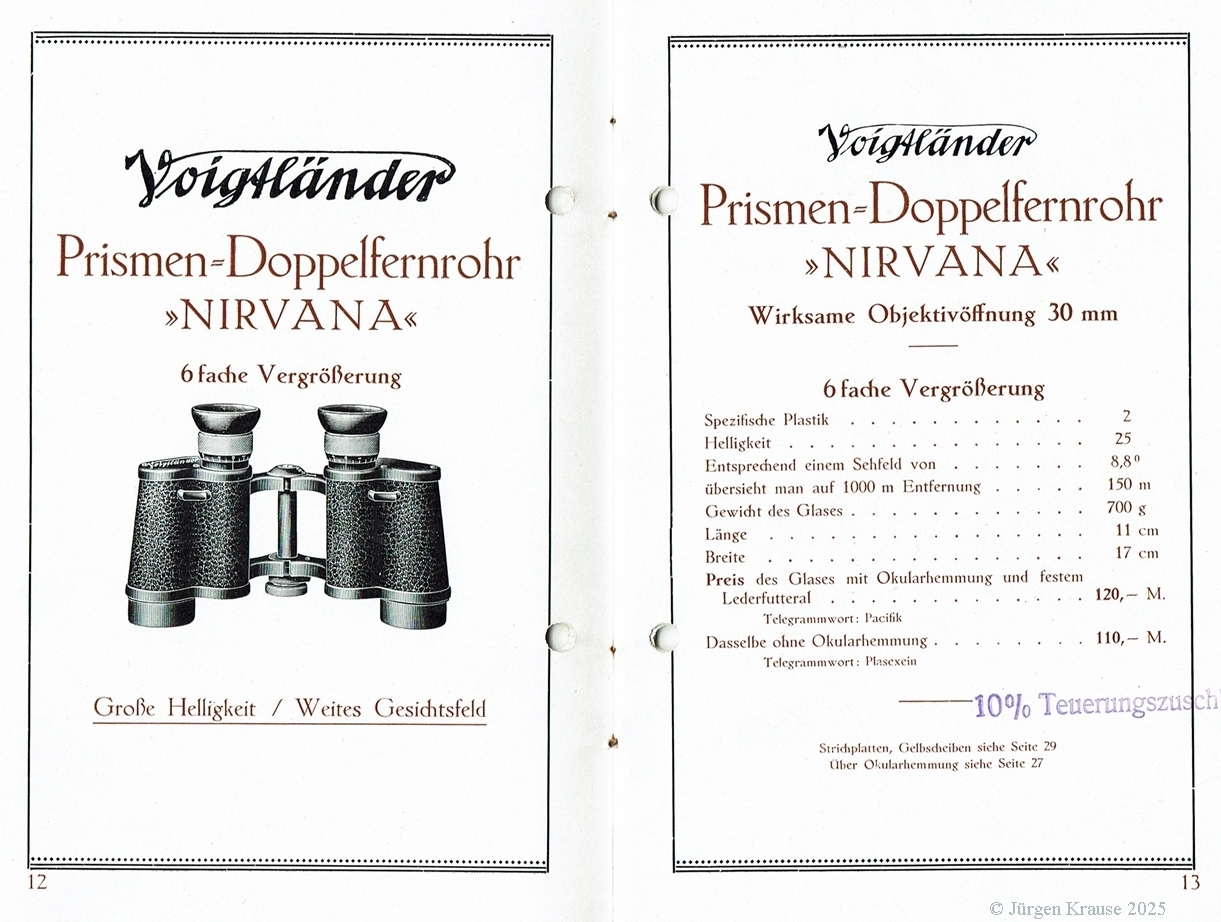 Voigtländer
Prismen=Doppelfernrohr
»NIRVANA«
6 fache Vergrößerung
Voigtländer
Große Helligkeit / Weites Gesichtsfeld
12
Voigtländer
Prismen=Doppelfernrohr
»NIRVANA«
Wirksame Objektivöffnung 30 mm
6 fache Vergrößerung
Spezifische Plastik . . . . . . . . . . . . 2
Helligkeit . . . . . . . . . . . . . . . 25
Entsprechend einem Sehfeld von . . . . . . . 8,8⁰
übersieht man auf 1000 m Entfernung . . . . . 150 m
Gewicht des Glases . . . . . . . . . . . . 700 g
Länge . . . . . . . . . . . . . . . 11 cm
Breite . . . . . . . . . . . . . . . 17 cm
Preis des Glases mit Okularhemmung und festem
Lederfutteral . . . . . . . . . . . . . 120,– M.
Telegrammwort: Pacifik
Dasselbe ohne Okularhemmung . . . . . . . . 110,– M.
Telegrammwort: Plasexein
10% Teuerungszusch
Strichplatten, Gelbscheiben siehe Seite 29
Über Okularhemmung siehe Seite 27
13
© Jürgen Krause 2025